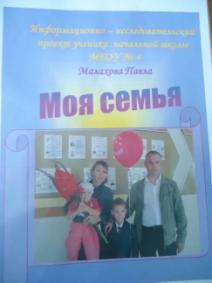 Информационно – исследовательский
проект ученика начальной школы
МБОУ № 4
Малахова Павла
Моя семья